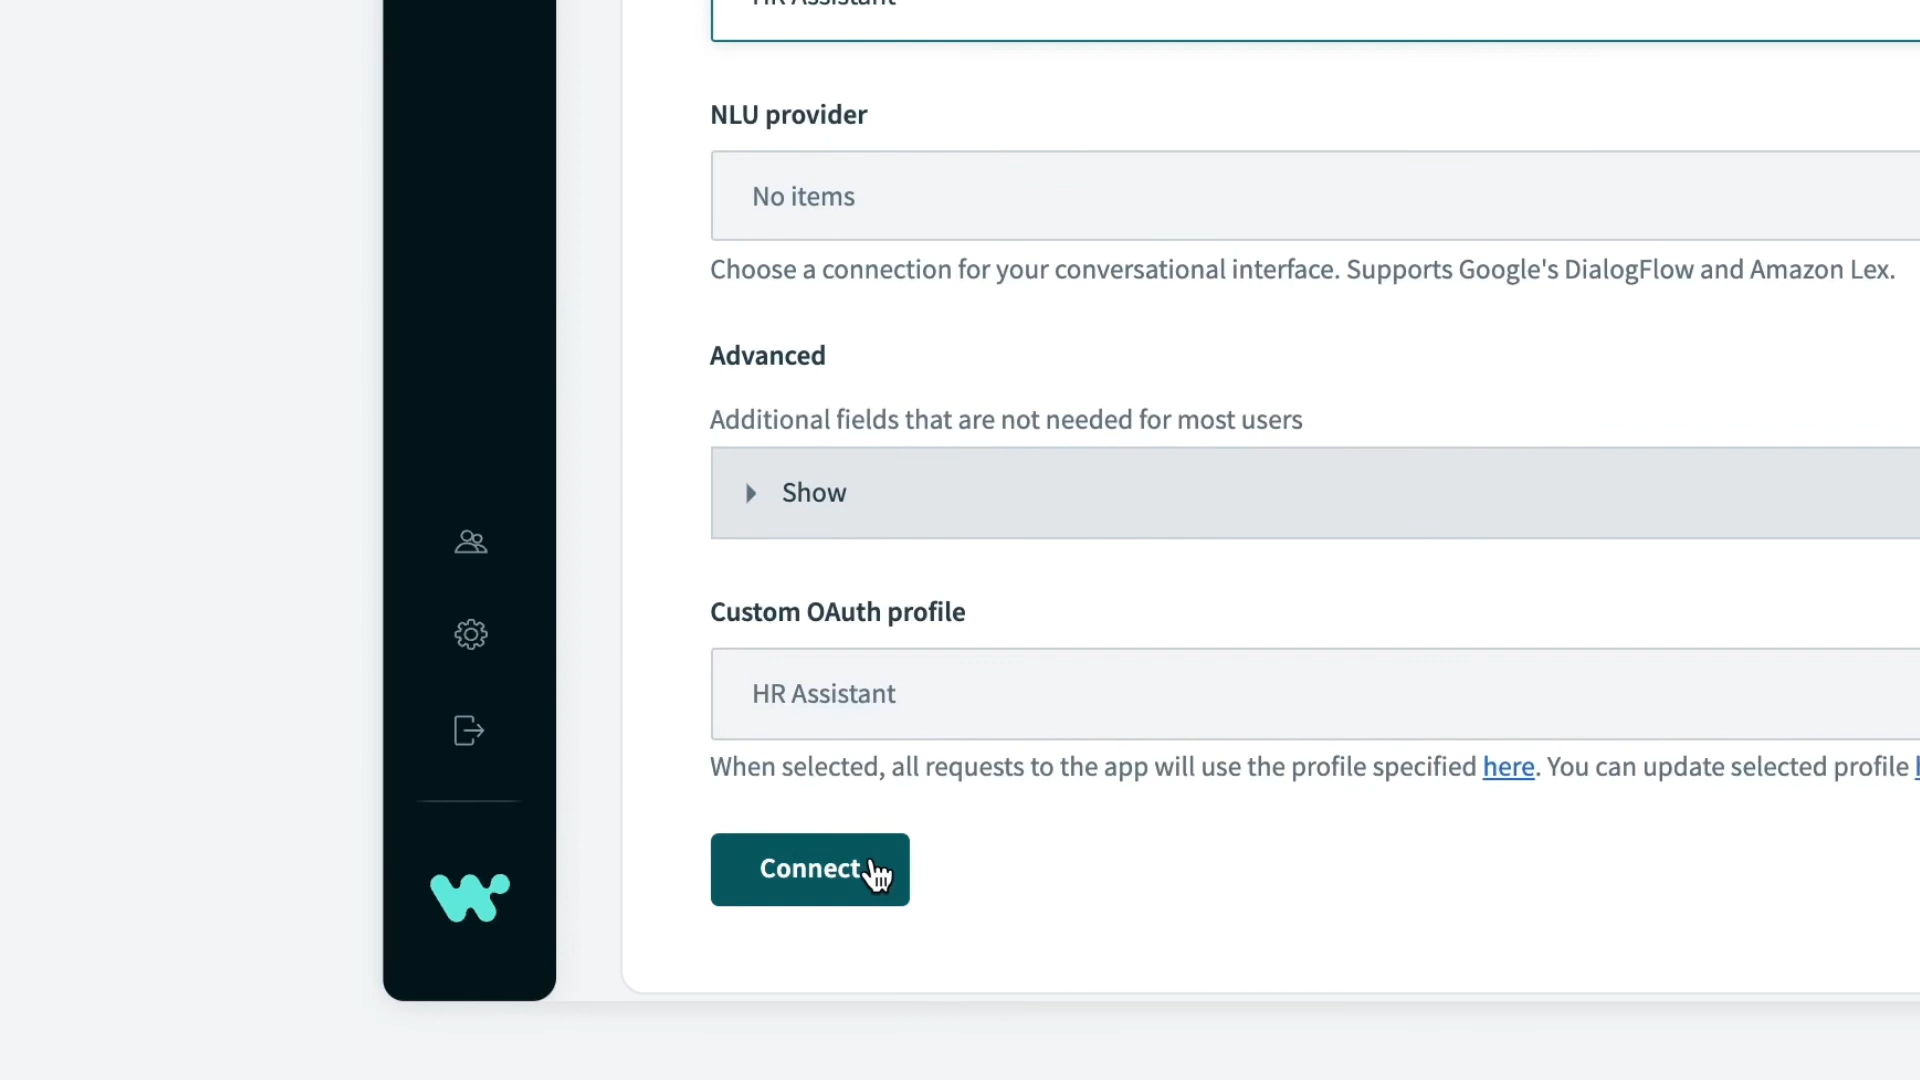 HR Assistant
NLU provider
No items
Choose a connection for your conversational interface. Supports Google's DialogFlow and Amazon Lex.
Advanced
Additional fields that are not needed for most users
Show
Custom OAuth profile
HR Assistant
When selected, all requests to the app will use the profile specified here. You can update selected profile
Connect